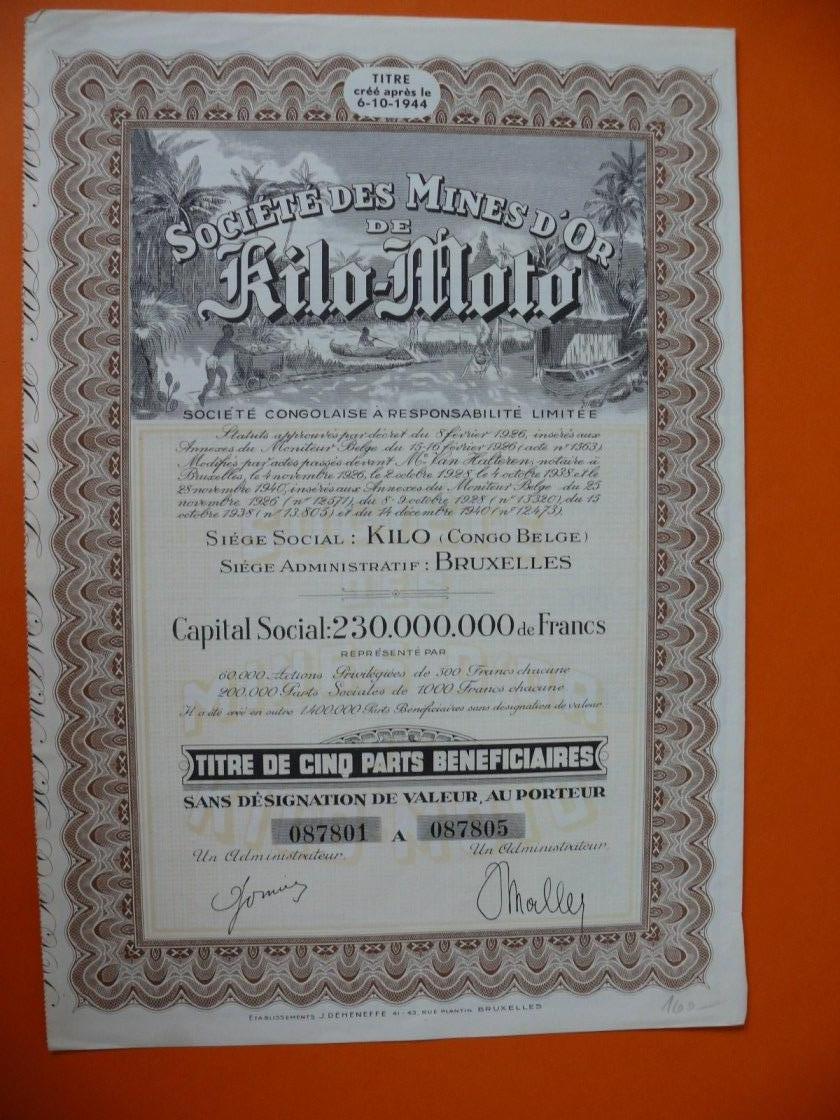 TITRE
créé après le
6-10-1944
SOCIÉTÉ DES MINES D'OR
DE
Kilo-Moto
SOCIÉTÉ CONGOLAISE À RESPONSABILITÉ LIMITÉE
Statuts approuvés par décret du 8 février 1926, insérés aux
Annexes du Moniteur Belge du 15-16 février 1926 (acte n° 1363)
Modifiés par actes passés devant Me Van Halteren, notaire à
Bruxelles, le 4 novembre 1926, le 2 octobre 1928, le 4 octobre 1938 et le
28 novembre 1940, insérés aux Annexes du Moniteur Belge du 25
novembre 1926 (n° 12571), du 8-9 octobre 1928 (n° 13320), du 15
octobre 1938 (n° 13.805) et du 14 décembre 1940 (n° 12473).
SIÉGE SOCIAL : KILO (CONGO BELGE)
SIÉGE ADMINISTRATIF : BRUXELLES
Capital Social: 230.000.000 de Francs
REPRÉSENTÉ PAR
60.000 Actions Privilégiées de 500 Francs chacune
200.000 Parts Sociales de 1000 Francs chacune
Il a été créé en outre 1.400.000 Parts Bénéficiaires sans désignation de valeur
TITRE DE CINQ PARTS BENEFICIAIRES
SANS DÉSIGNATION DE VALEUR, AU PORTEUR
087801 A 087805
Un Administrateur. Un Administrateur.
ETABLISSEMENTS J. DEHENEFFE 41-43, RUE PLANTIN BRUXELLES